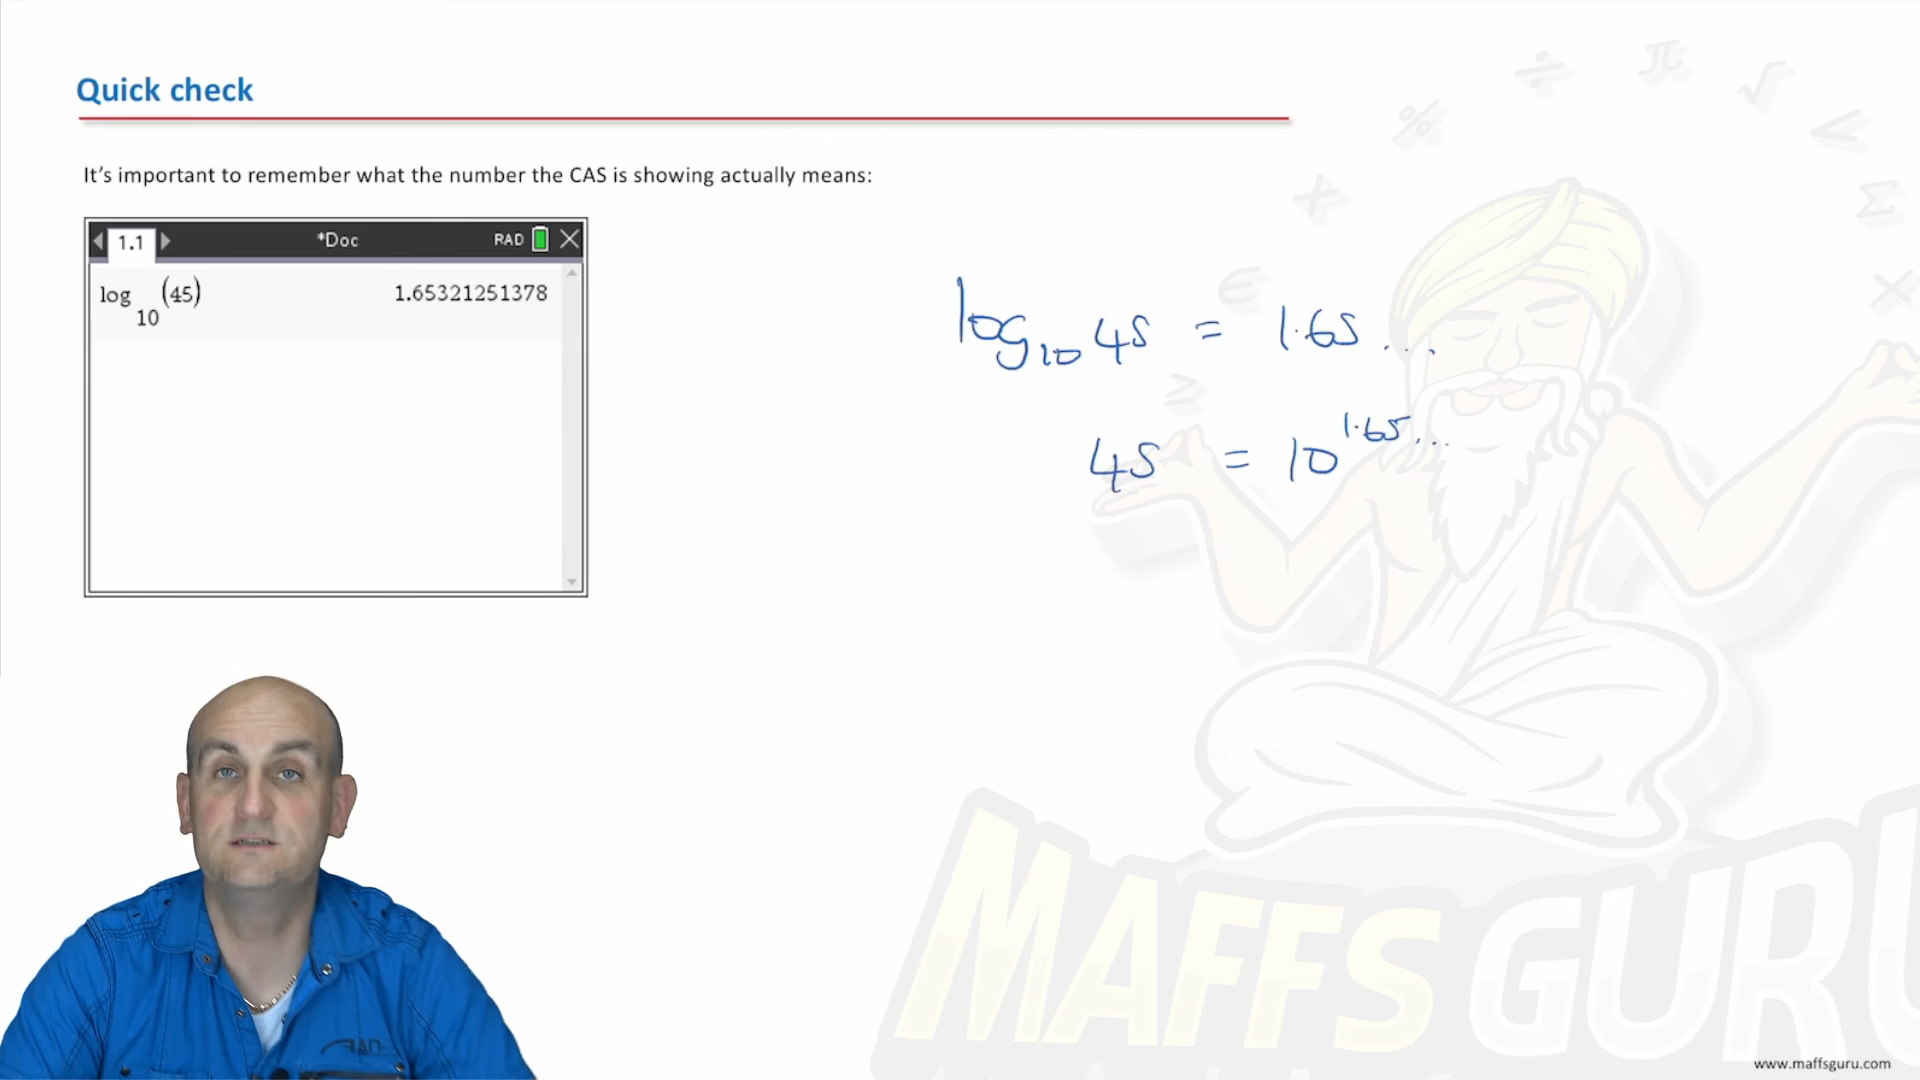 Quick check
It's important to remember what the number the CAS is showing actually means:
1.1 *Doc RAD
log10(45) 1.65321251378
log10 45 = 1.65...
45 = 10^1.65...
MAFFS GURU
www.maffsguru.com